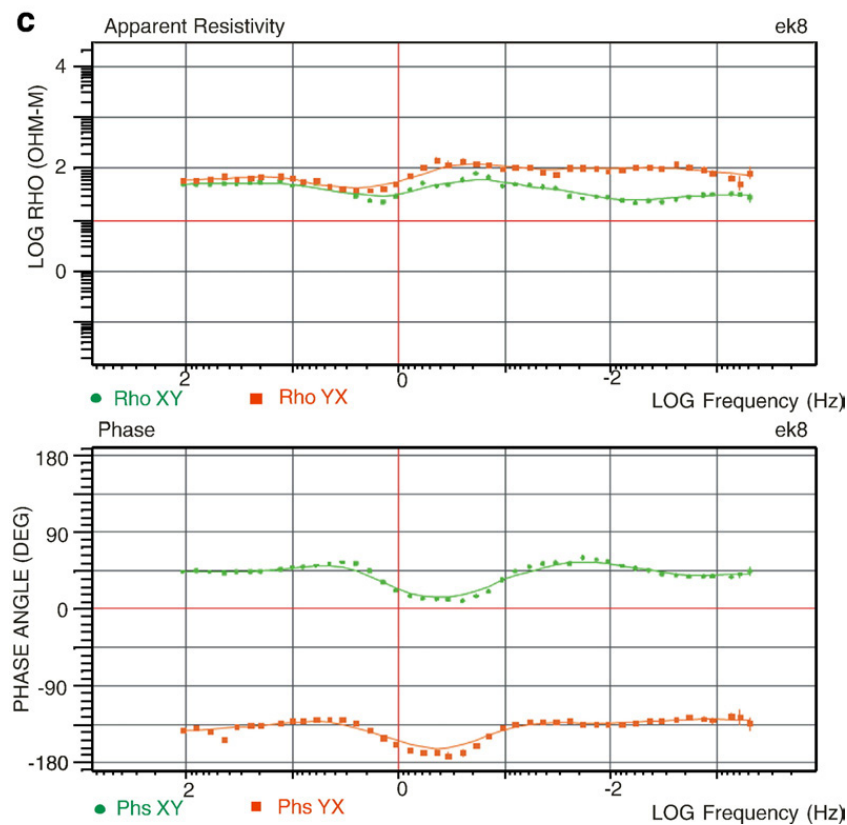 c
Apparent Resistivity ek8
4
2
0
LOG RHO (OHM-M)
2 0 -2
Rho XY Rho YX LOG Frequency (Hz)
Phase ek8
180
90
0
-90
-180
PHASE ANGLE (DEG)
2 0 -2
Phs XY Phs YX LOG Frequency (Hz)